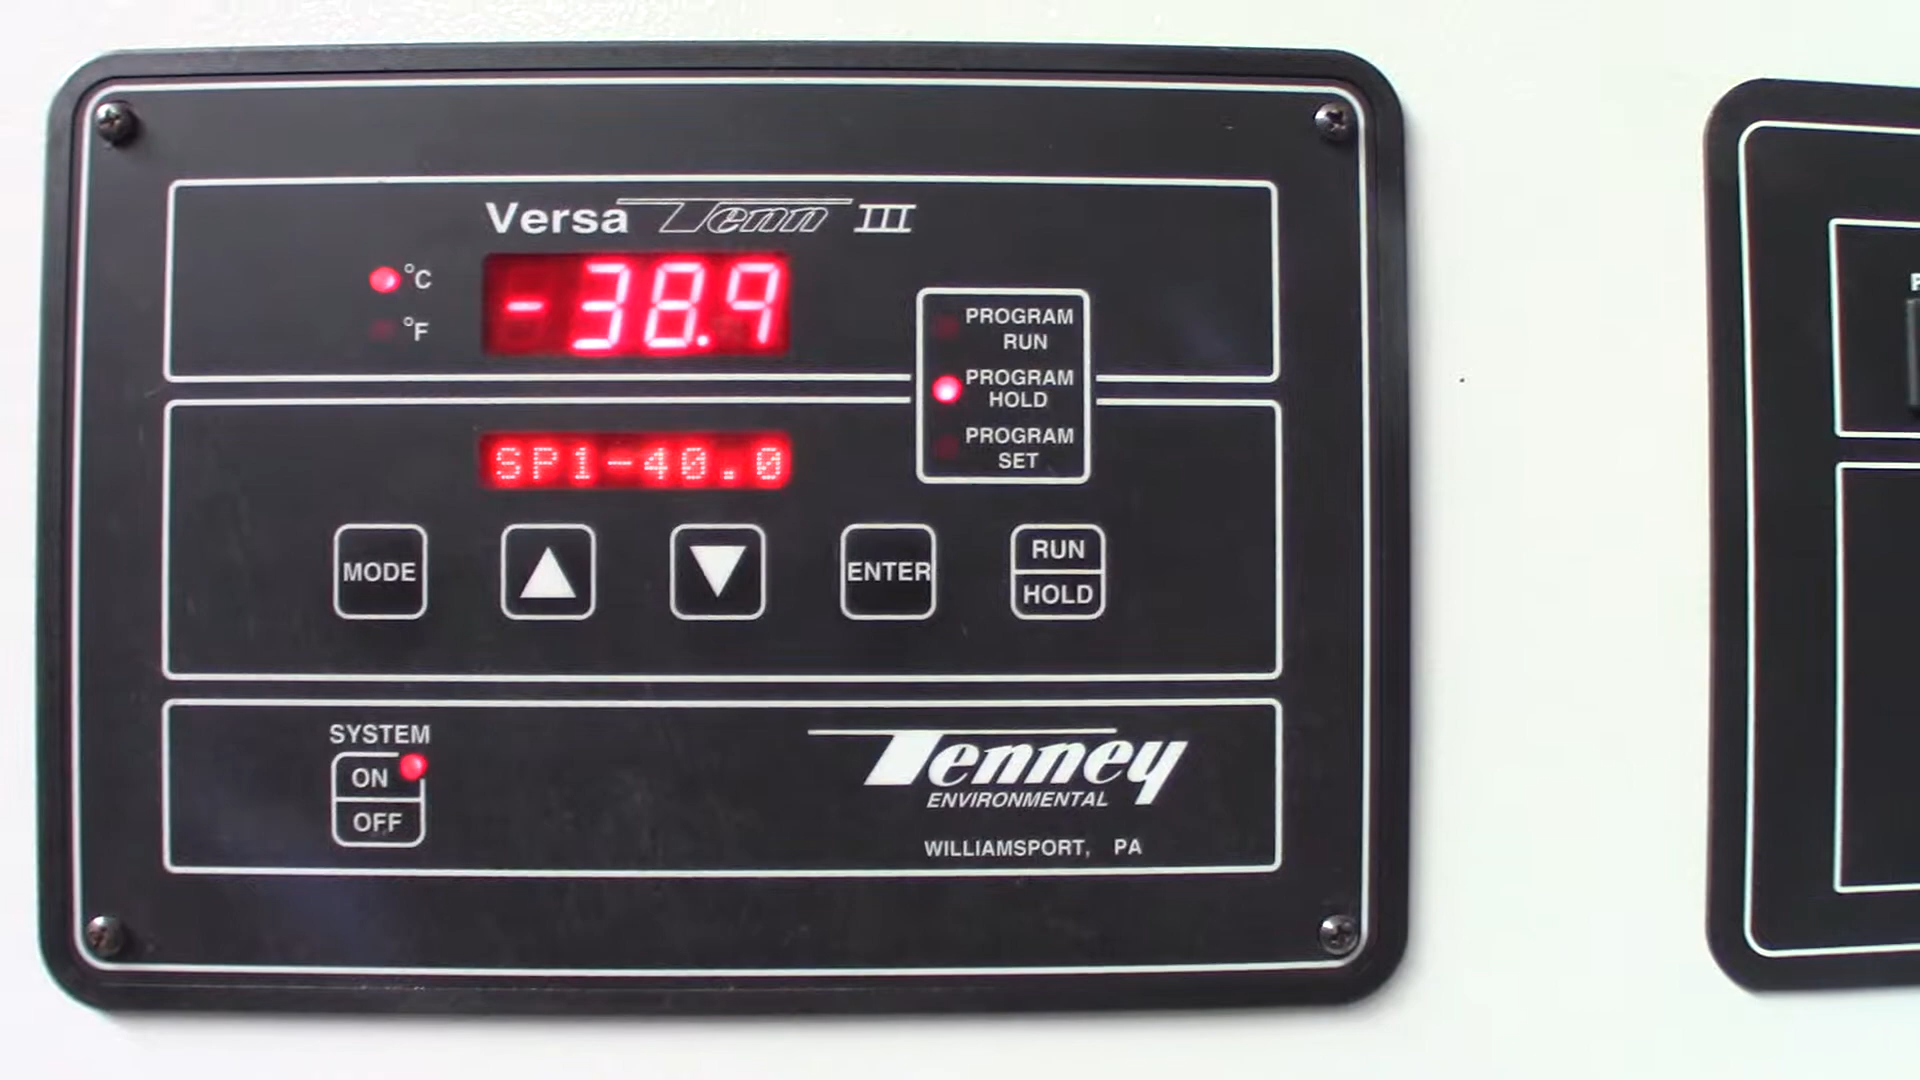 Versa Tenn III
°C
-38.9
°F
PROGRAM
RUN
PROGRAM
HOLD
PROGRAM
SET
SP1-40.0
MODE
ENTER
RUN
HOLD
SYSTEM
ON
OFF
Tenney
ENVIRONMENTAL
WILLIAMSPORT, PA